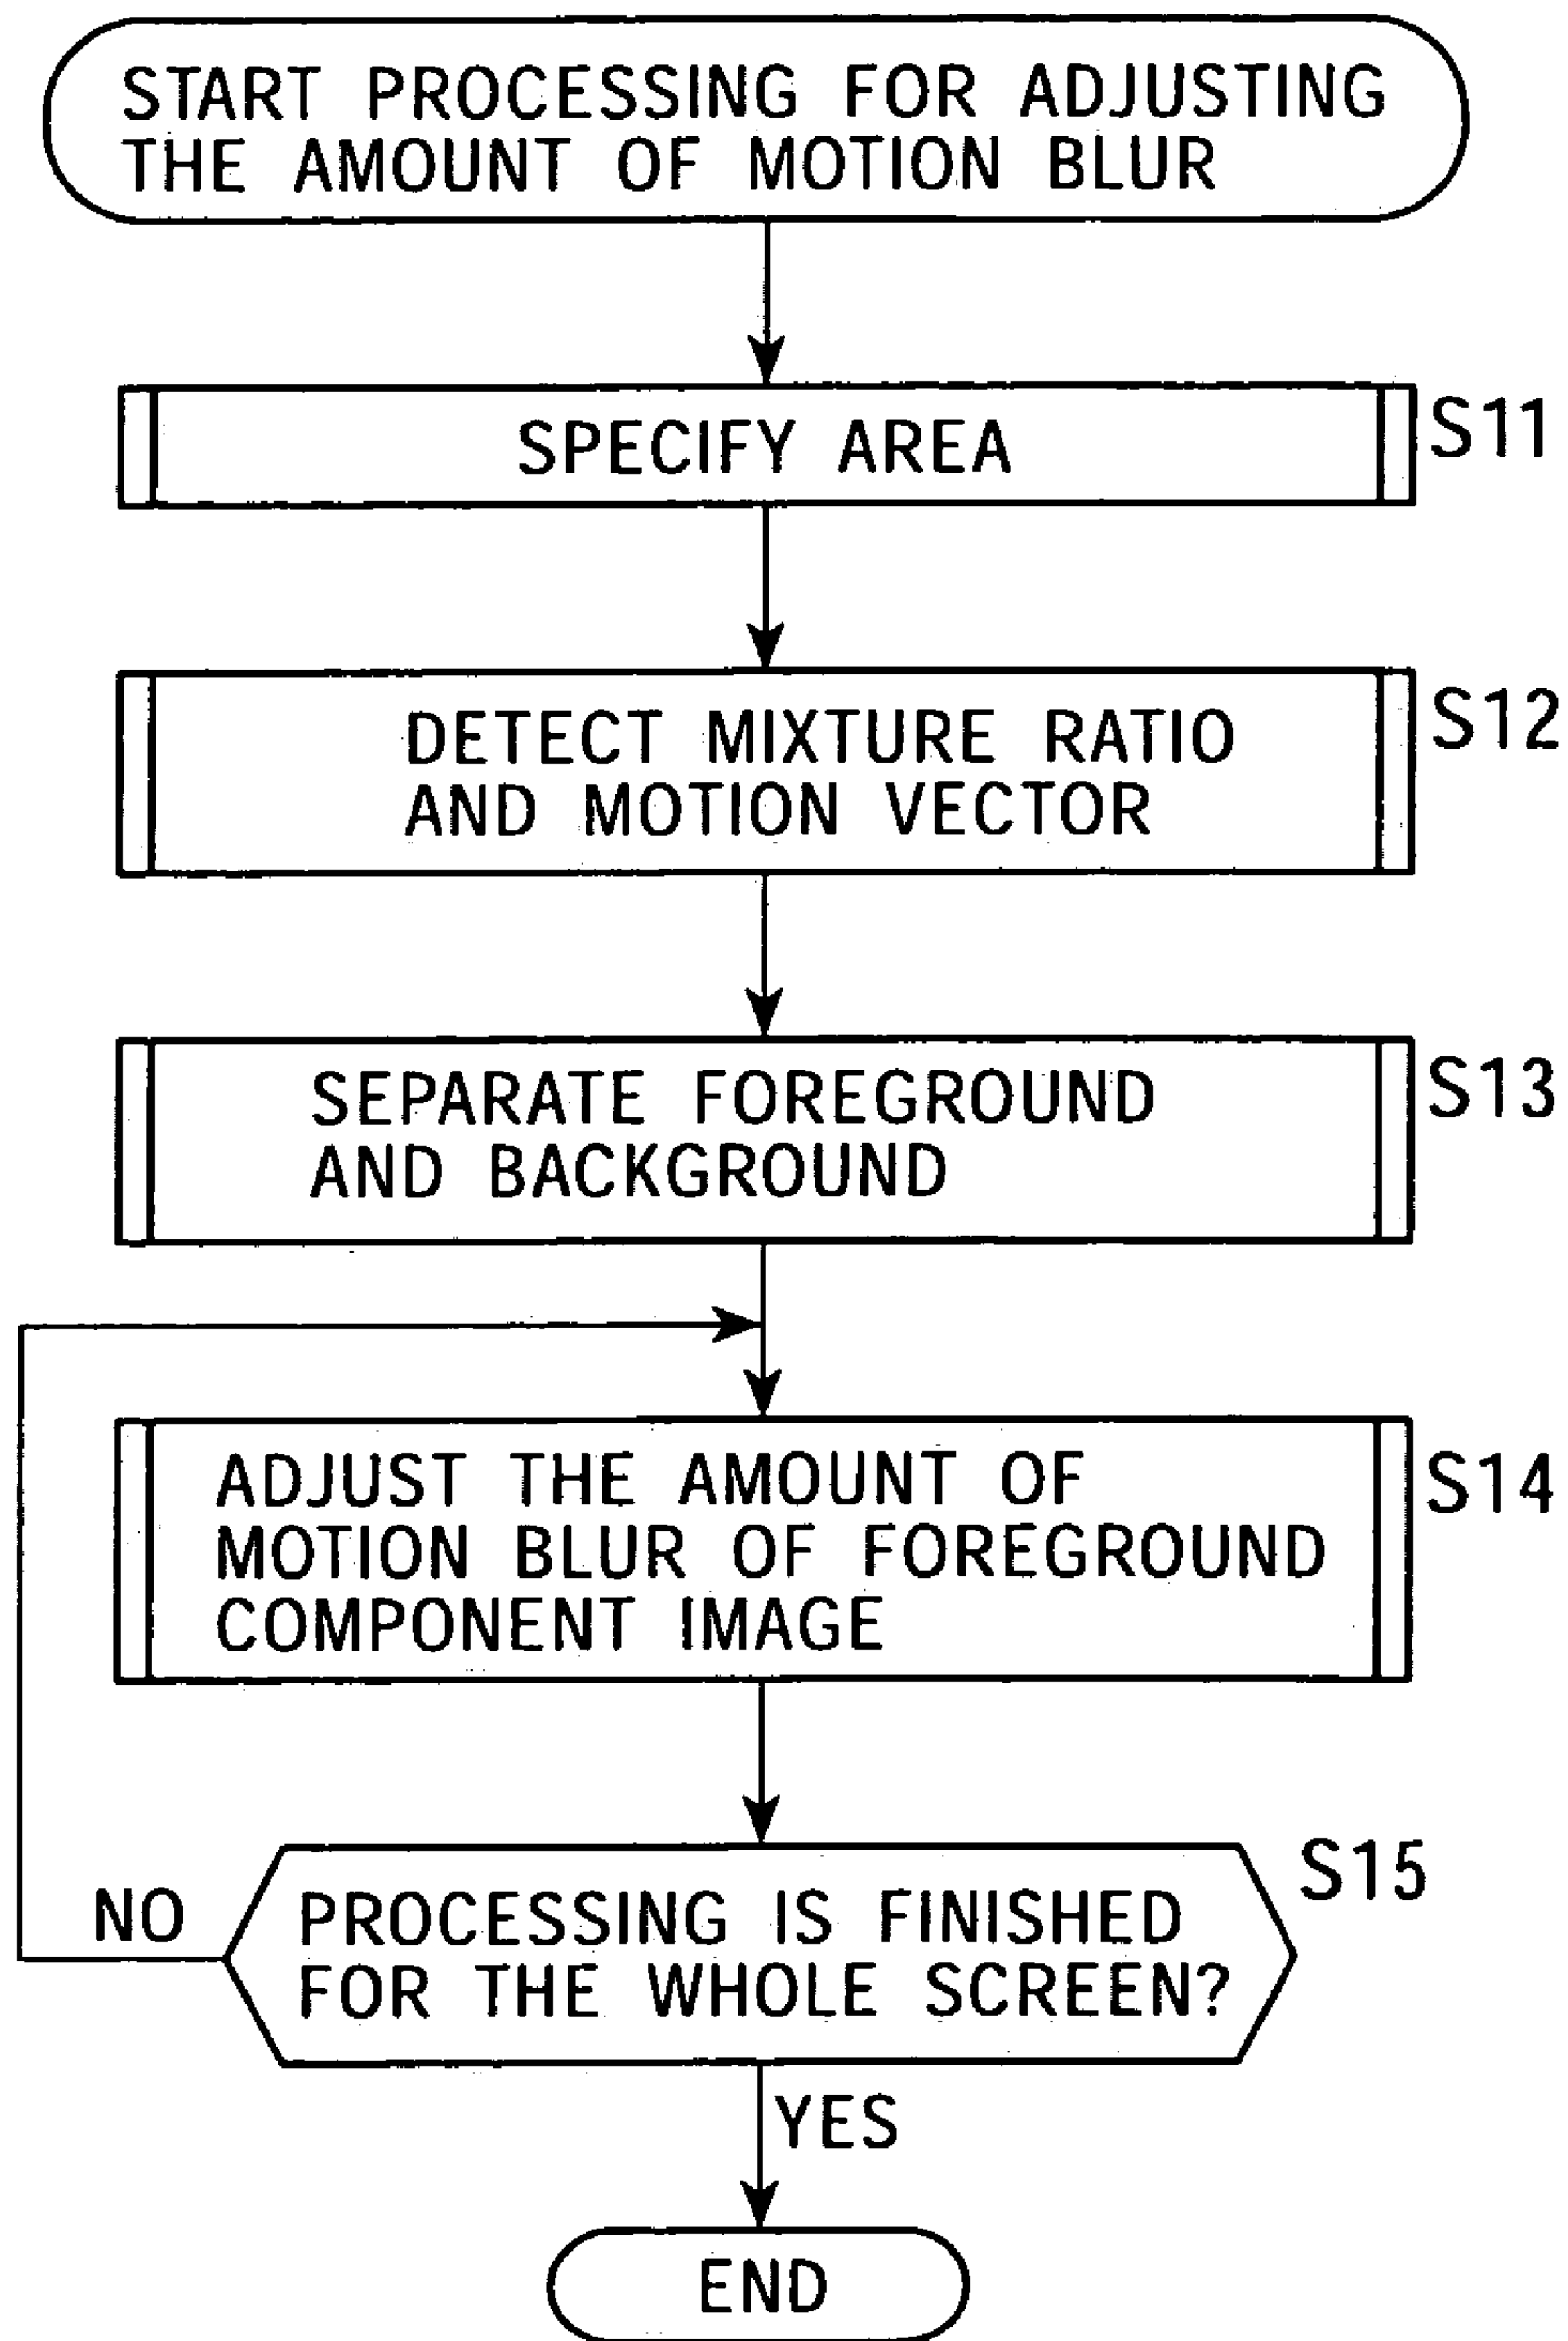 START PROCESSING FOR ADJUSTING
THE AMOUNT OF MOTION BLUR
SPECIFY AREA
S11
DETECT MIXTURE RATIO
AND MOTION VECTOR
S12
SEPARATE FOREGROUND
AND BACKGROUND
S13
ADJUST THE AMOUNT OF
MOTION BLUR OF FOREGROUND
COMPONENT IMAGE
S14
PROCESSING IS FINISHED
FOR THE WHOLE SCREEN?
S15
NO
YES
END